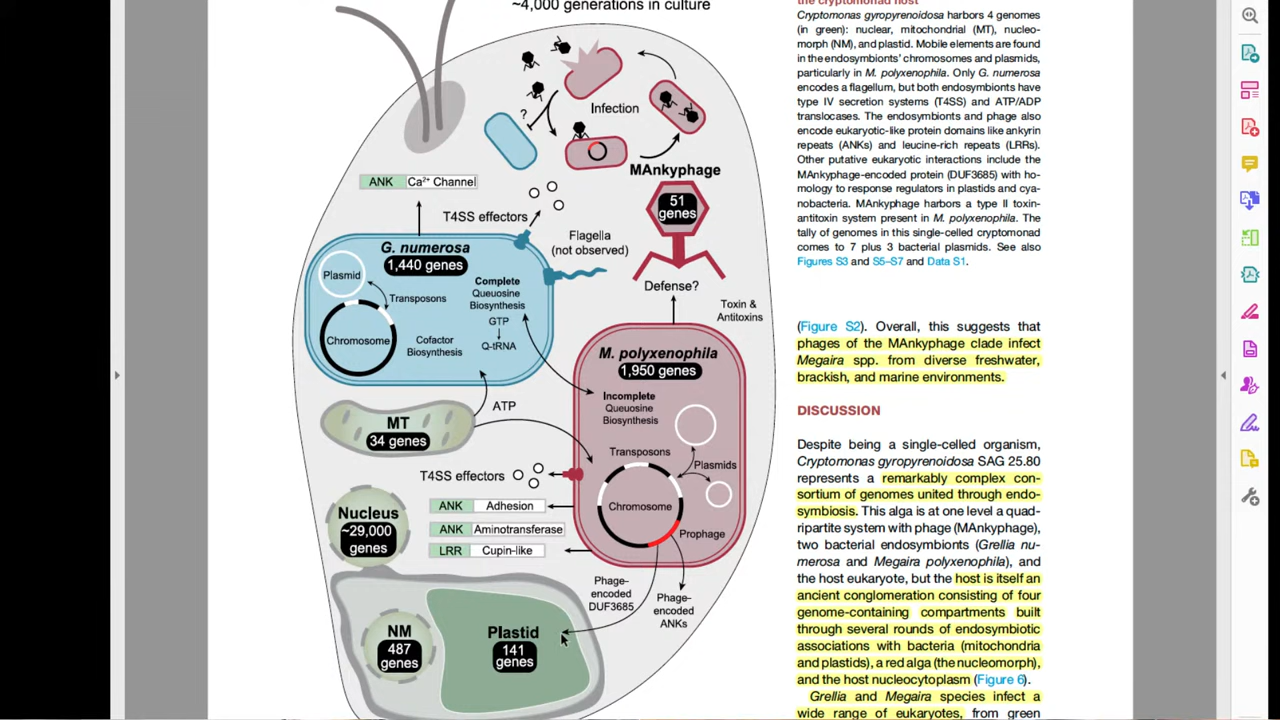 ~4,000 generations in culture
Infection
?
MAnkyphage
51
genes
ANK Ca²⁺ Channel
T4SS effectors
Flagella
(not observed)
G. numerosa
1,440 genes
Plasmid
Transposons
Chromosome
Complete
Queuosine
Biosynthesis
GTP
Q-tRNA
Cofactor
Biosynthesis
Defense?
Toxin &
Antitoxins
M. polyxenophila
1,950 genes
Incomplete
Queuosine
Biosynthesis
Transposons
Plasmids
Chromosome
Prophage
MT
34 genes
ATP
T4SS effectors
ANK Adhesion
ANK Aminotransferase
LRR Cupin-like
Nucleus
~29,000
genes
Phage-
encoded
DUF3685
Phage-
encoded
ANKs
NM
487
genes
Plastid
141
genes
the cryptomonad host
Cryptomonas gyropyrenoidosa harbors 4 genomes
(in green): nuclear, mitochondrial (MT), nucleo-
morph (NM), and plastid. Mobile elements are found
in the endosymbionts' chromosomes and plasmids,
particularly in M. polyxenophila. Only G. numerosa
encodes a flagellum, but both endosymbionts have
type IV secretion systems (T4SS) and ATP/ADP
translocases. The endosymbionts and phage also
encode eukaryotic-like protein domains like ankyrin
repeats (ANKs) and leucine-rich repeats (LRRs).
Other putative eukaryotic interactions include the
MAnkyphage-encoded protein (DUF3685) with ho-
mology to response regulators in plastids and cya-
nobacteria. MAnkyphage harbors a type II toxin-
antitoxin system present in M. polyxenophila. The
tally of genomes in this single-celled cryptomonad
comes to 7 plus 3 bacterial plasmids. See also
Figures S3 and S5–S7 and Data S1.
(Figure S2). Overall, this suggests that
phages of the MAnkyphage clade infect
Megaira spp. from diverse freshwater,
brackish, and marine environments.
DISCUSSION
Despite being a single-celled organism,
Cryptomonas gyropyrenoidosa SAG 25.80
represents a remarkably complex con-
sortium of genomes united through endo-
symbiosis. This alga is at one level a quad-
ripartite system with phage (MAnkyphage),
two bacterial endosymbionts (Grellia nu-
merosa and Megaira polyxenophila), and
the host eukaryote, but the host is itself an
ancient conglomeration consisting of four
genome-containing compartments built
through several rounds of endosymbiotic
associations with bacteria (mitochondria
and plastids), a red alga (the nucleomorph),
and the host nucleocytoplasm (Figure 6).
Grellia and Megaira species infect a
wide range of eukaryotes, from green